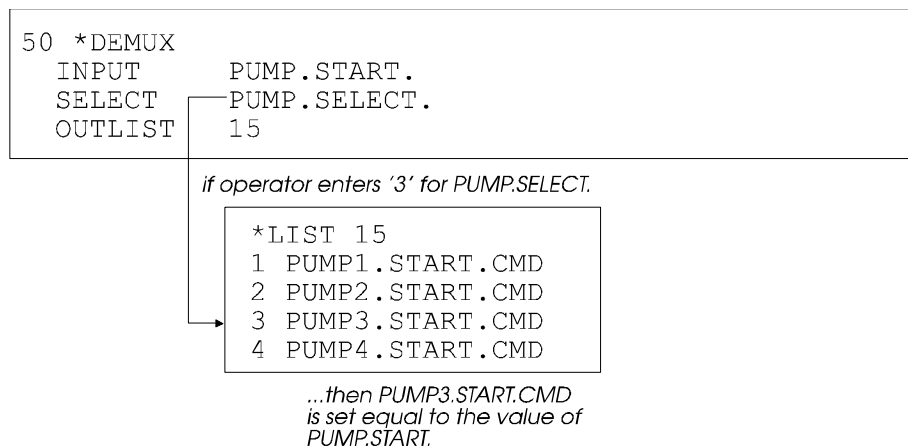 50 *DEMUX
INPUT PUMP.START.
SELECT PUMP.SELECT.
OUTLIST 15
if operator enters '3' for PUMP.SELECT.
*LIST 15
1 PUMP1.START.CMD
2 PUMP2.START.CMD
3 PUMP3.START.CMD
4 PUMP4.START.CMD
...then PUMP3.START.CMD
is set equal to the value of
PUMP.START.